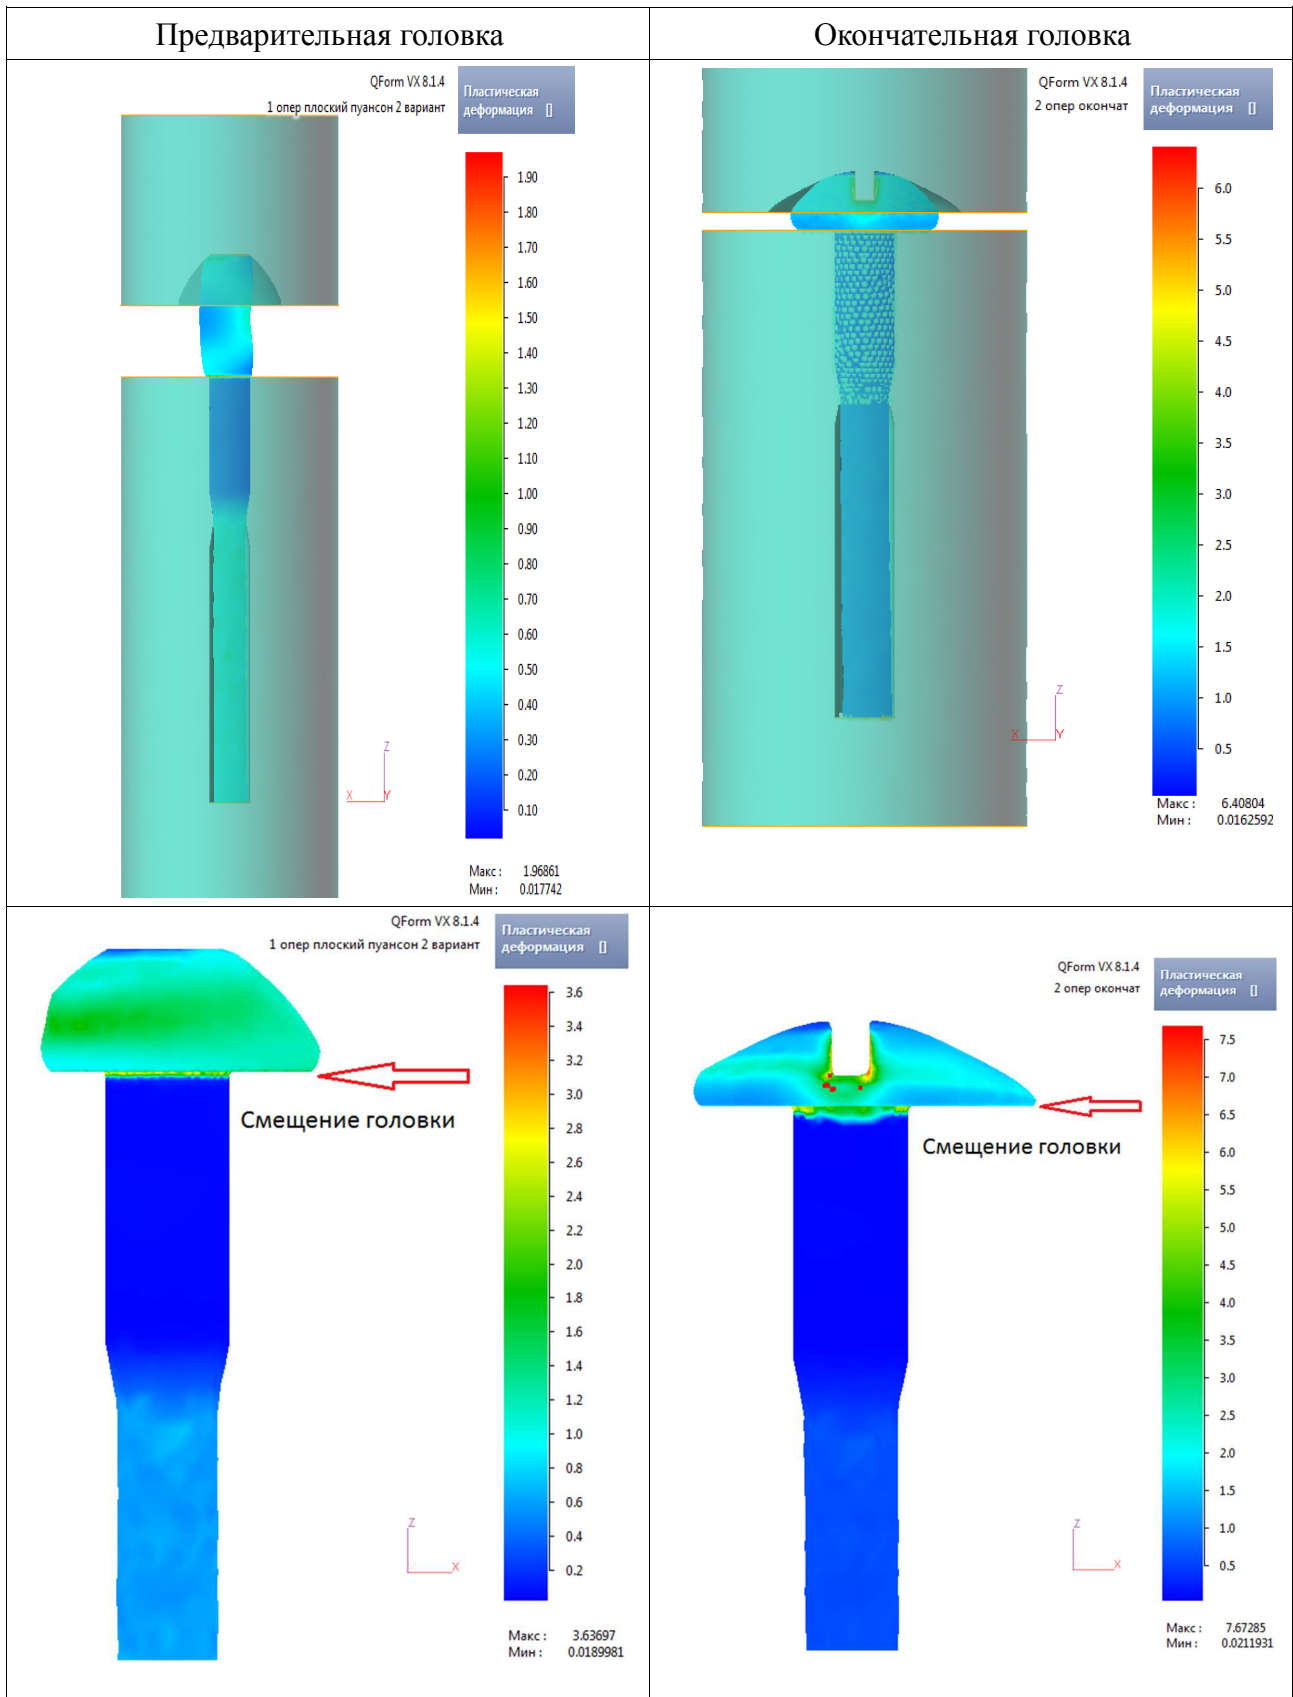 Предварительная головка
Окончательная головка
QForm VX 8.1.4
1 опер плоский пуансон 2 вариант
Пластическая
деформация []
1.90
1.80
1.70
1.60
1.50
1.40
1.30
1.20
1.10
1.00
0.90
0.80
0.70
0.60
0.50
0.40
0.30
0.20
0.10
Z
X Y
Макс : 1.96861
Мин : 0.017742
QForm VX 8.1.4
2 опер окончат
Пластическая
деформация []
6.0
5.5
5.0
4.5
4.0
3.5
3.0
2.5
2.0
1.5
1.0
0.5
Z
X Y
Макс : 6.40804
Мин : 0.0162592
QForm VX 8.1.4
1 опер плоский пуансон 2 вариант
Пластическая
деформация []
3.6
3.4
3.2
3.0
2.8
2.6
2.4
2.2
2.0
1.8
1.6
1.4
1.2
1.0
0.8
0.6
0.4
0.2
Смещение головки
Z
X
Макс : 3.63697
Мин : 0.0189981
QForm VX 8.1.4
2 опер окончат
Пластическая
деформация []
7.5
7.0
6.5
6.0
5.5
5.0
4.5
4.0
3.5
3.0
2.5
2.0
1.5
1.0
0.5
Смещение головки
Z
X
Макс : 7.67285
Мин : 0.0211931